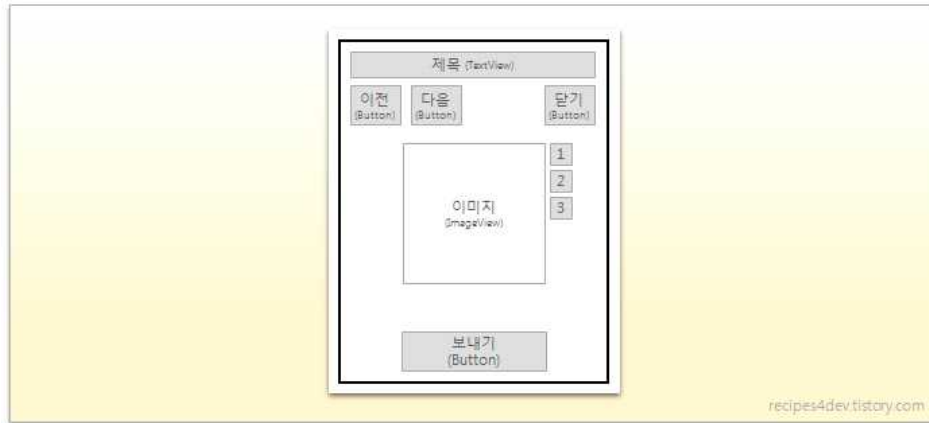 제목 (TextView)
이전 다음 닫기
(Button) (Button) (Button)
1
2
3
이미지
(ImageView)
보내기
(Button)
recipes4dev.tistory.com